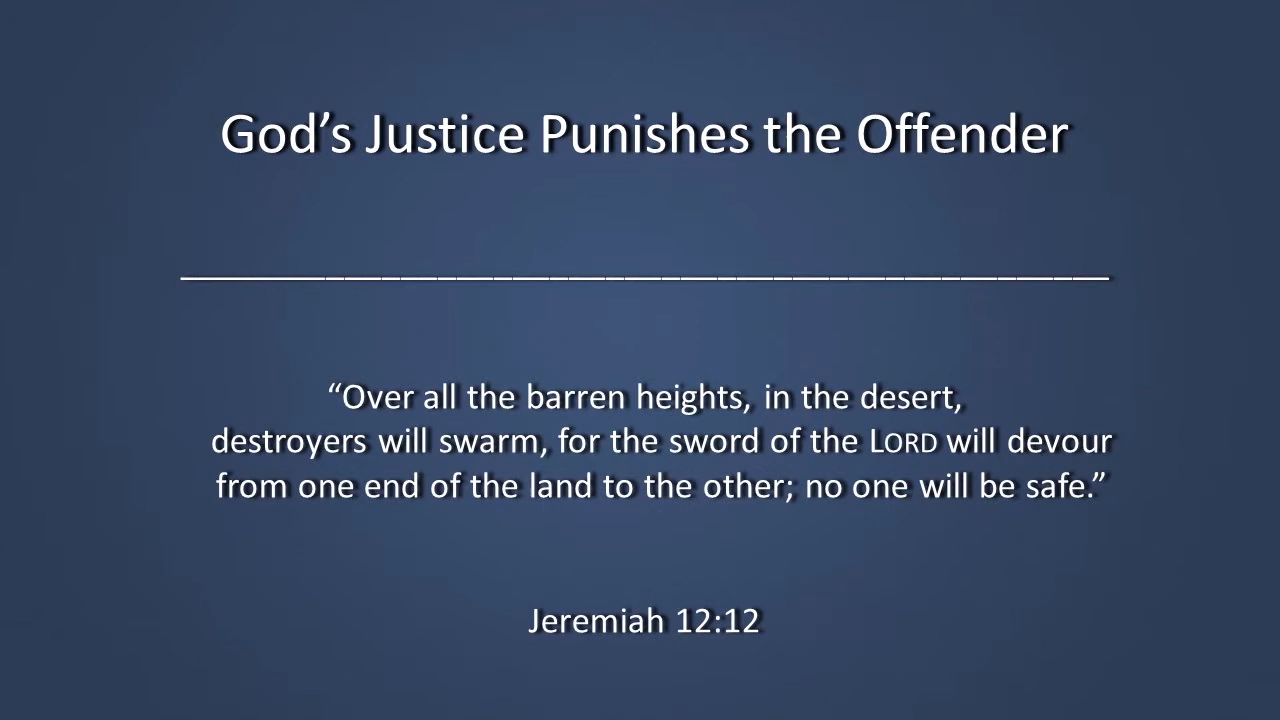 God’s Justice Punishes the Offender
“Over all the barren heights, in the desert,
destroyers will swarm, for the sword of the LORD will devour
from one end of the land to the other; no one will be safe.”
Jeremiah 12:12